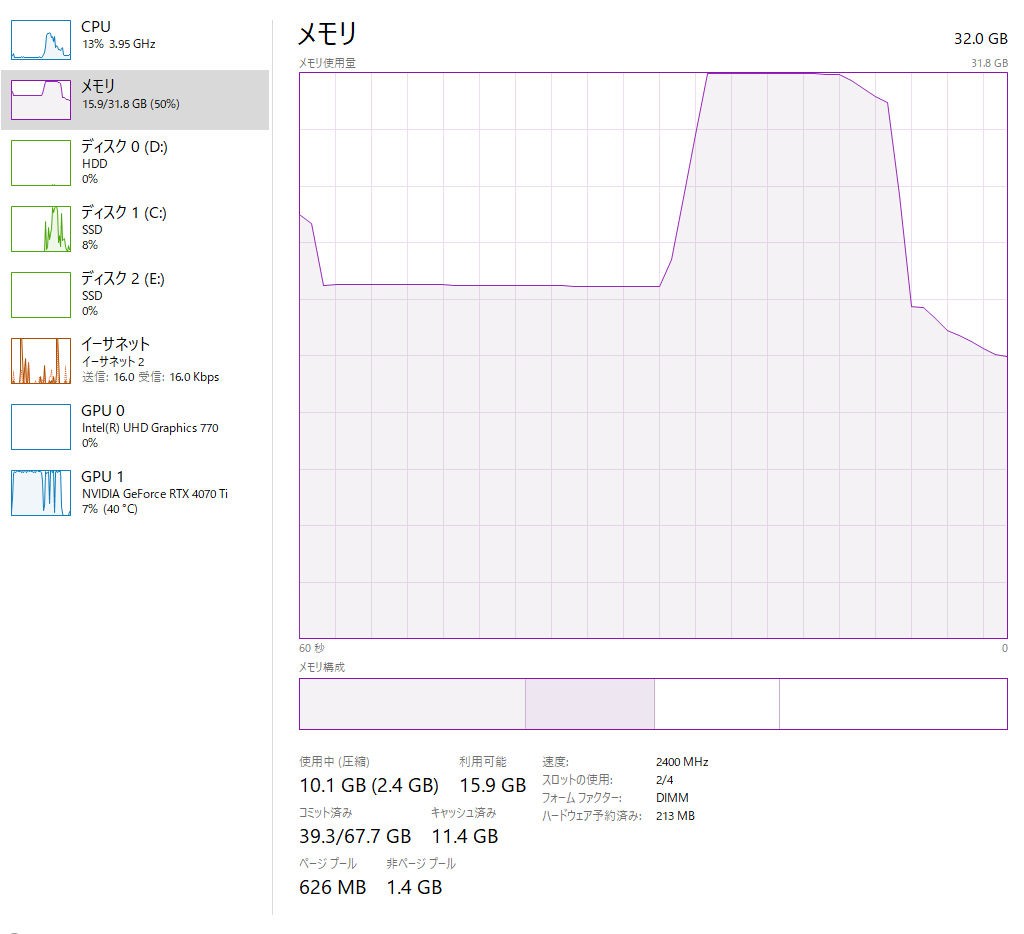 CPU
13% 3.95 GHz
メモリ
15.9/31.8 GB (50%)
ディスク 0 (D:)
HDD
0%
ディスク 1 (C:)
SSD
8%
ディスク 2 (E:)
SSD
0%
イーサネット
イーサネット 2
送信: 16.0 受信: 16.0 Kbps
GPU 0
Intel(R) UHD Graphics 770
0%
GPU 1
NVIDIA GeForce RTX 4070 Ti
7% (40 °C)
メモリ
32.0 GB
メモリ使用量
31.8 GB
60 秒
0
メモリ構成
使用中 (圧縮)
10.1 GB (2.4 GB)
利用可能
15.9 GB
コミット済み
39.3/67.7 GB
キャッシュ済み
11.4 GB
ページ プール
626 MB
非ページ プール
1.4 GB
速度: 2400 MHz
スロットの使用: 2/4
フォーム ファクター: DIMM
ハードウェア予約済み: 213 MB